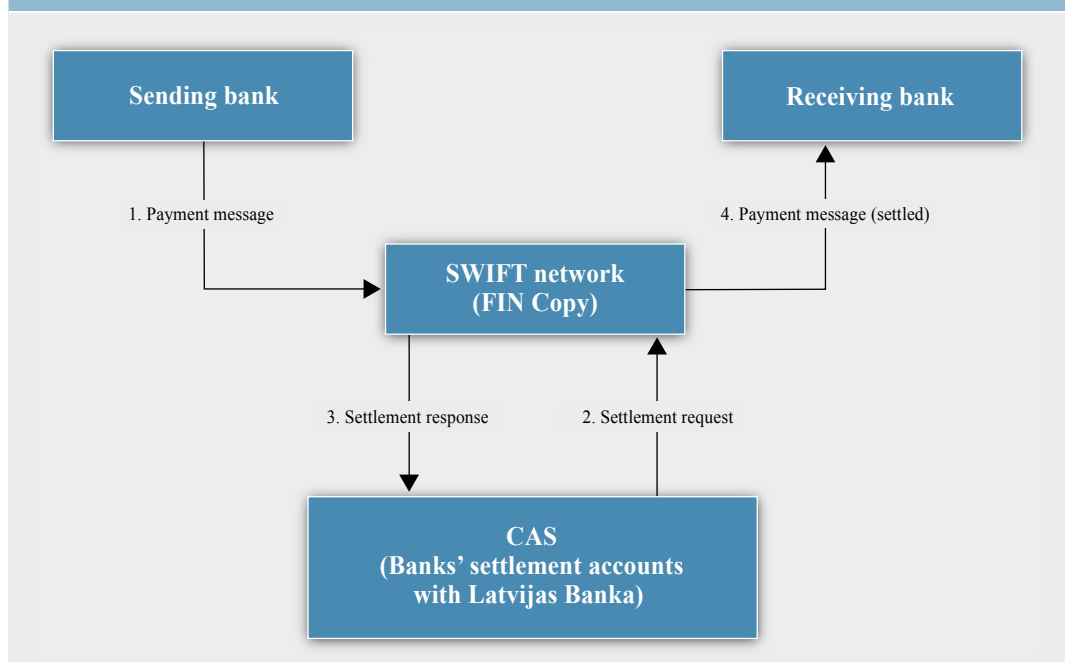 Sending bank
Receiving bank
1. Payment message
4. Payment message (settled)
SWIFT network
(FIN Copy)
3. Settlement response
2. Settlement request
CAS
(Banks’ settlement accounts
with Latvijas Banka)